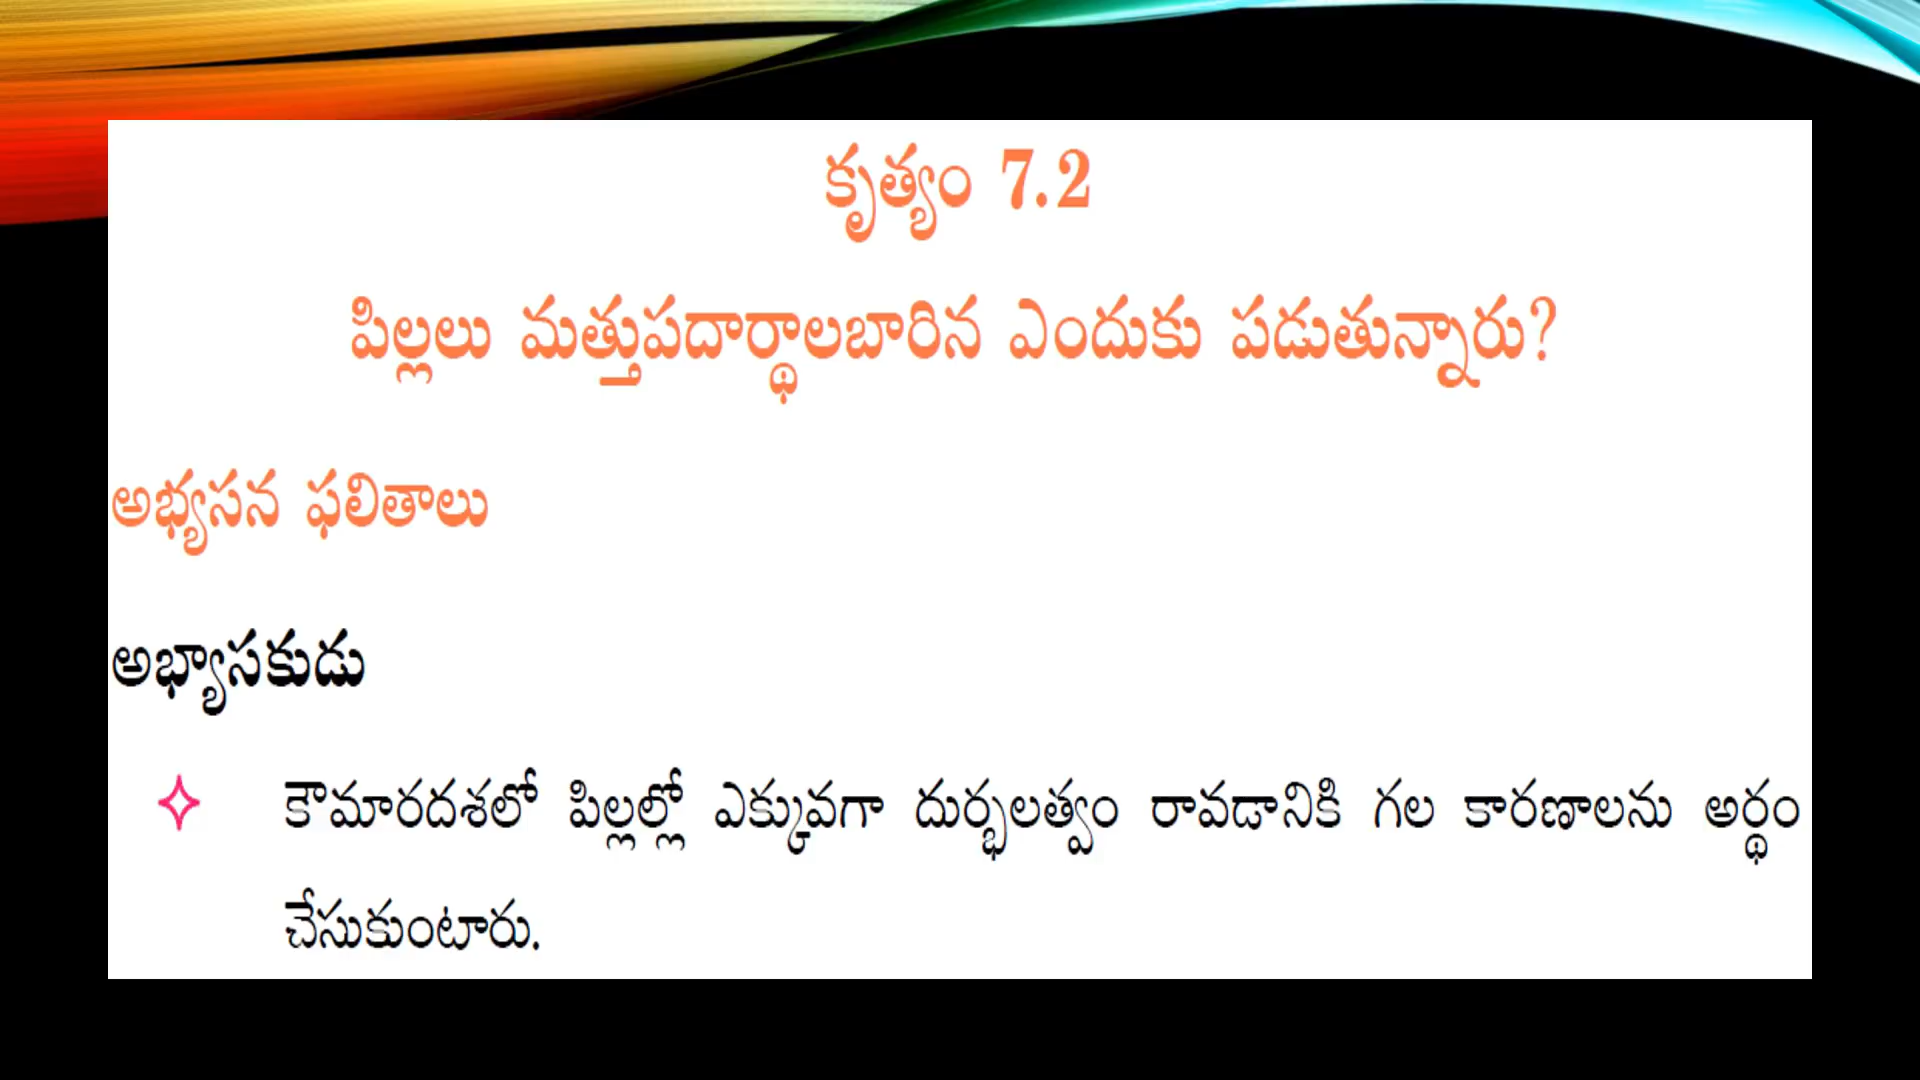 కృత్యం 7.2
పిల్లలు మత్తుపదార్థాలబారిన ఎందుకు పడుతున్నారు?
అభ్యసన ఫలితాలు
అభ్యాసకుడు
కౌమారదశలో పిల్లల్లో ఎక్కువగా దుర్భలత్వం రావడానికి గల కారణాలను అర్థం
చేసుకుంటారు.